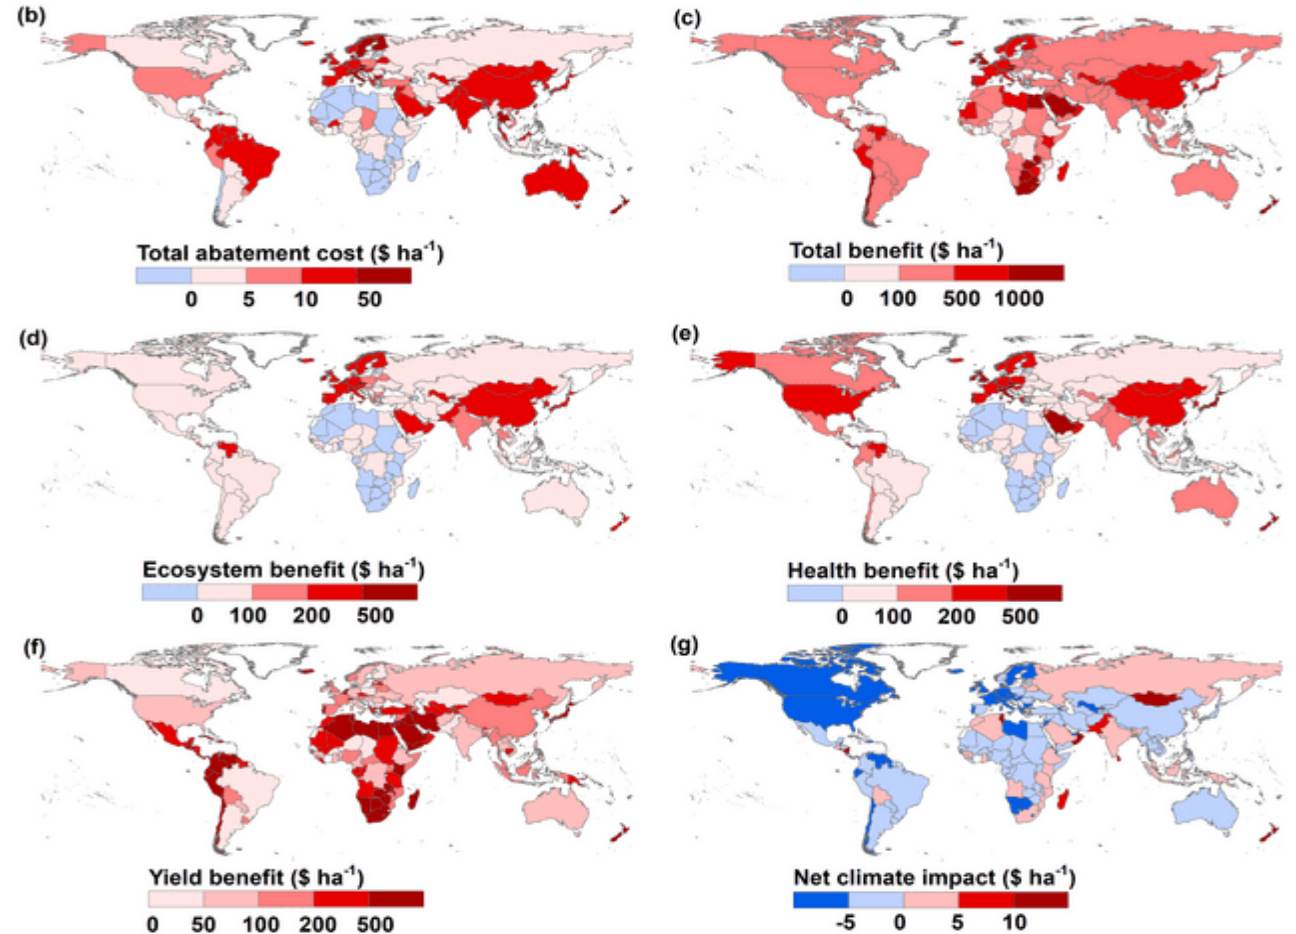 (b)
Total abatement cost ($ ha⁻¹)
0 5 10 50
(c)
Total benefit ($ ha⁻¹)
0 100 500 1000
(d)
Ecosystem benefit ($ ha⁻¹)
0 100 200 500
(e)
Health benefit ($ ha⁻¹)
0 100 200 500
(f)
Yield benefit ($ ha⁻¹)
0 50 100 200 500
(g)
Net climate impact ($ ha⁻¹)
-5 0 5 10